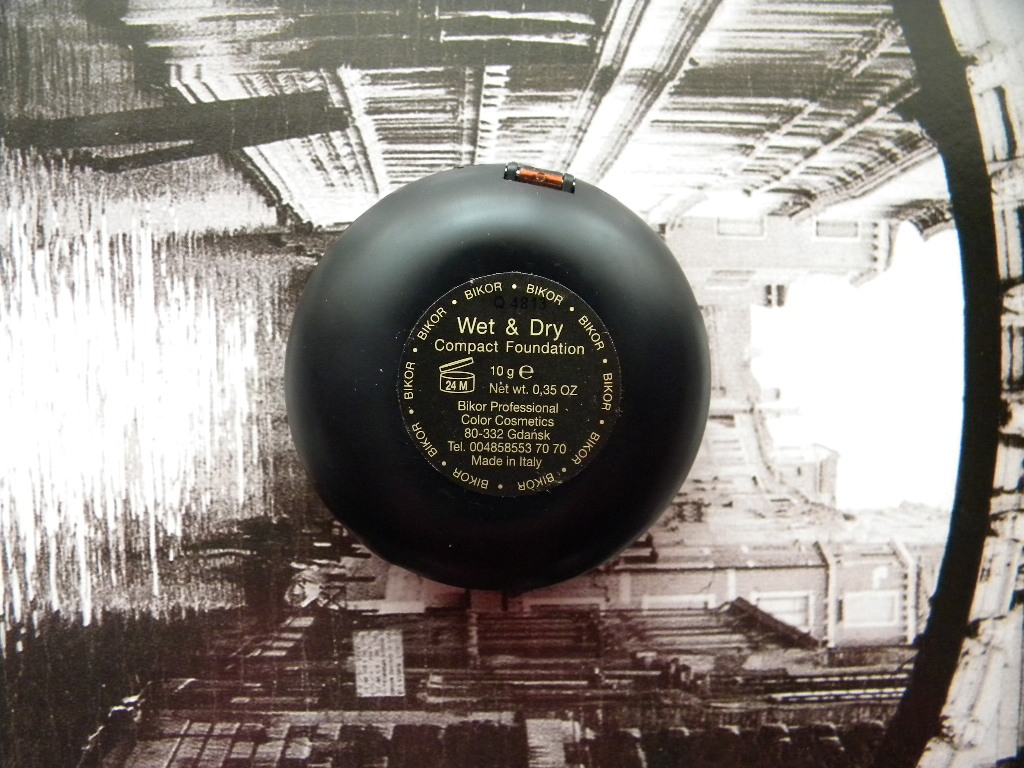 BIKOR • BIKOR • BIKOR • BIKOR • BIKOR • BIKOR • BIKOR • BIKOR • BIKOR •
Wet & Dry
Compact Foundation
24 M
10 g ℮
Net wt. 0,35 OZ
Bikor Professional
Color Cosmetics
80-332 Gdańsk
Tel. 004858553 70 70
Made in Italy